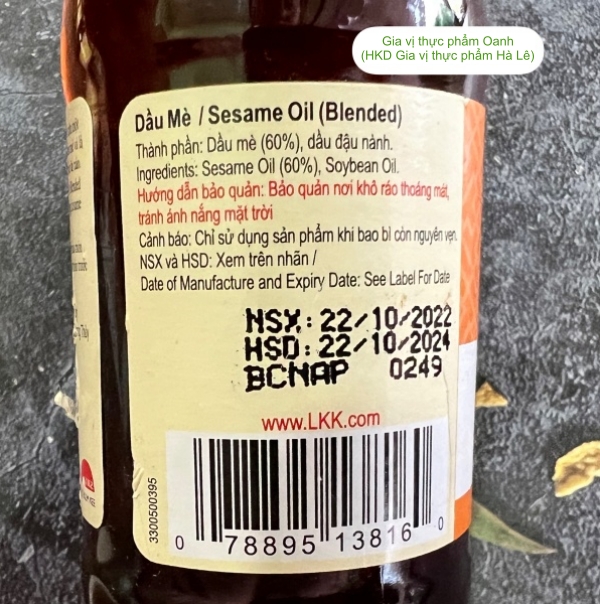 Gia vị thực phẩm Oanh
(HKD Gia vị thực phẩm Hà Lê)
Dầu Mè / Sesame Oil (Blended)
Thành phần: Dầu mè (60%), dầu đậu nành.
Ingredients: Sesame Oil (60%), Soybean Oil.
Hướng dẫn bảo quản: Bảo quản nơi khô ráo thoáng mát,
tránh ánh nắng mặt trời
Cảnh báo: Chỉ sử dụng sản phẩm khi bao bì còn nguyên vẹn.
NSX và HSD: Xem trên nhãn /
Date of Manufacture and Expiry Date: See Label For Date
NSX: 22/10/2022
HSD: 22/10/2024
BCNAP 0249
www.LKK.com
3300500395
0 78895 13816 0